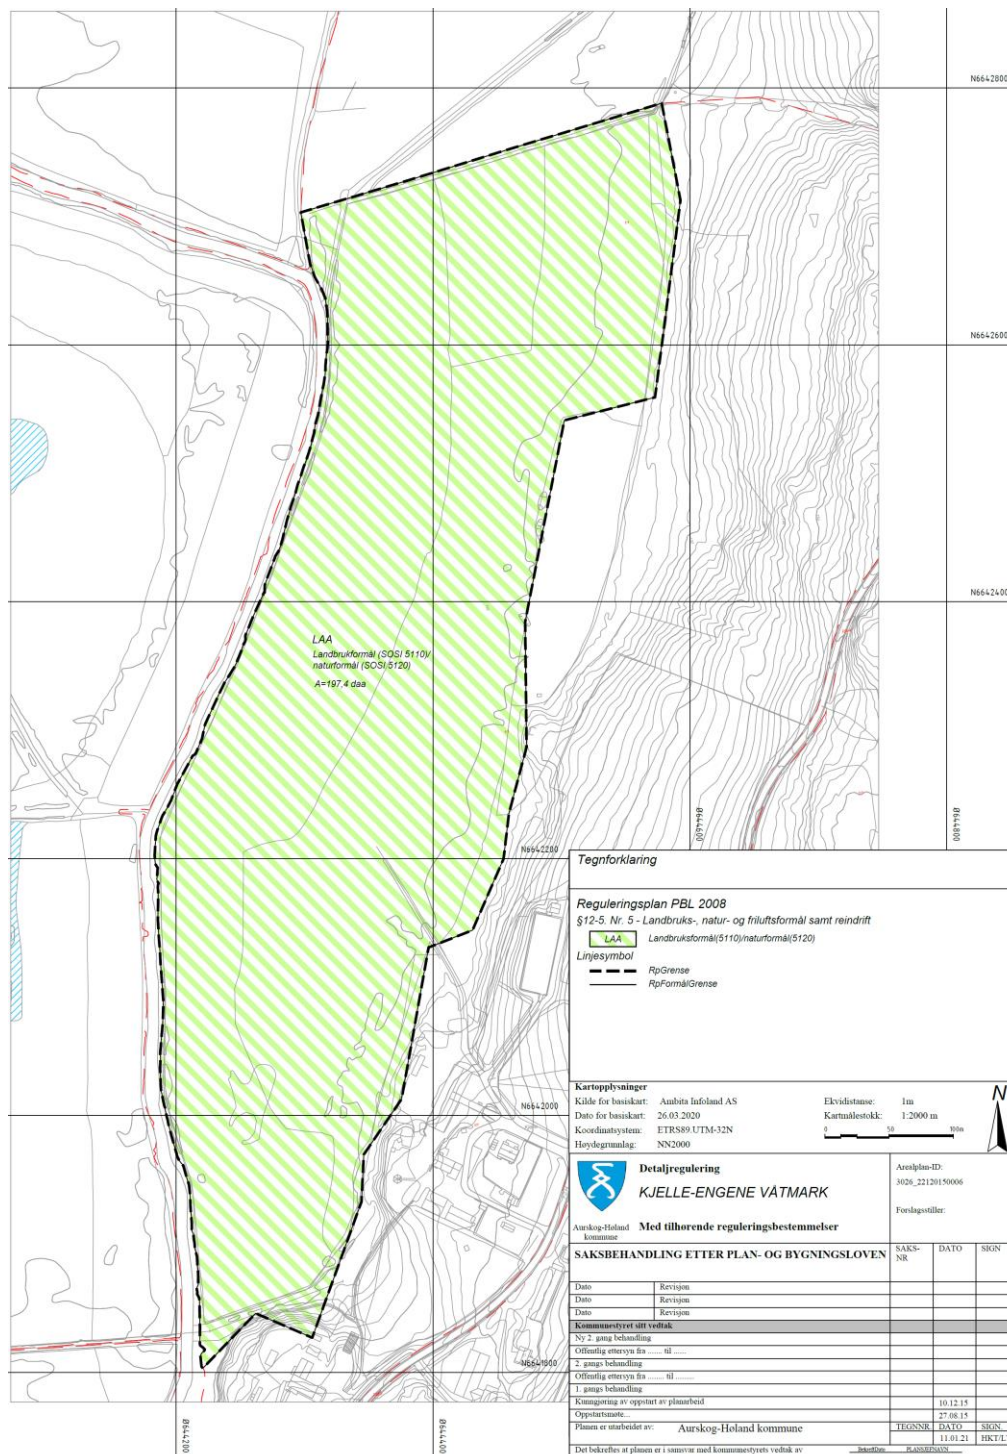 N6642800
N6642600
N6642400
LAA
Landbrukformål (SOSI 5110)/
naturformål (SOSI 5120)
A=197,4 daa
0644600
0644800
N6642200
Tegnforklaring
Reguleringsplan PBL 2008
§12-5. Nr. 5 - Landbruks-, natur- og friluftsformål samt reindrift
LAA Landbruksformål(5110)/naturformål(5120)
Linjesymbol
RpGrense
RpFormålGrense
Kartopplysninger
Kilde for basiskart: Ambita Infoland AS
Dato for basiskart: 26.03.2020
Koordinatsystem: ETRS89.UTM-32N
Høydegrunnlag: NN2000
Ekvidistanse: 1m
Kartmålestokk: 1:2000 m
0 50 100m
N
N6642000
Detaljregulering
KJELLE-ENGENE VÅTMARK
Aurskog-Høland
kommune
Med tilhørende reguleringsbestemmelser
Arealplan-ID:
3026_22120150006
Forslagsstiller:
SAKSBEHANDLING ETTER PLAN- OG BYGNINGSLOVEN
SAKS-
NR
DATO
SIGN
Dato Revisjon
Dato Revisjon
Dato Revisjon
Kommunestyret sitt vedtak
Ny 2. gang behandling
Offentlig ettersyn fra ...... til ......
2. gangs behandling
Offentlig ettersyn fra ........ til .........
1. gangs behandling
Kunngjøring av oppstart av planarbeid 10.12.15
Oppstartsmøte... 27.08.15
Planen er utarbeidet av: Aurskog-Høland kommune
TEGNNR. DATO SIGN.
11.01.21 HKT/L
Det bekreftes at planen er i samsvar med kommunestyrets vedtak av
N6641800
0644200
0644400